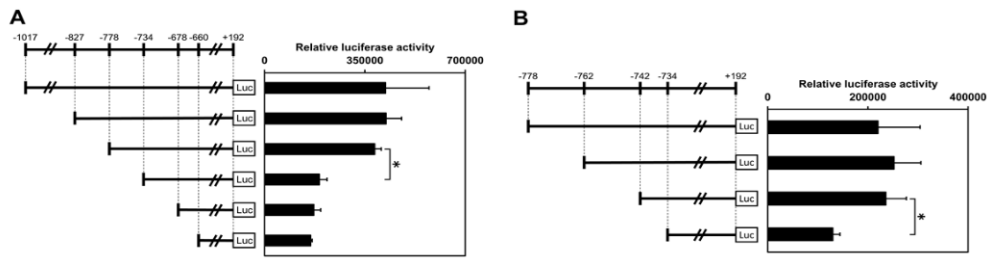 A
-1017 -827 -778 -734 -678 -660 +192
Relative luciferase activity
0 350000 700000
Luc
Luc
Luc
*
Luc
Luc
Luc
B
-778 -762 -742 -734 +192
Relative luciferase activity
0 200000 400000
Luc
Luc
Luc
*
Luc